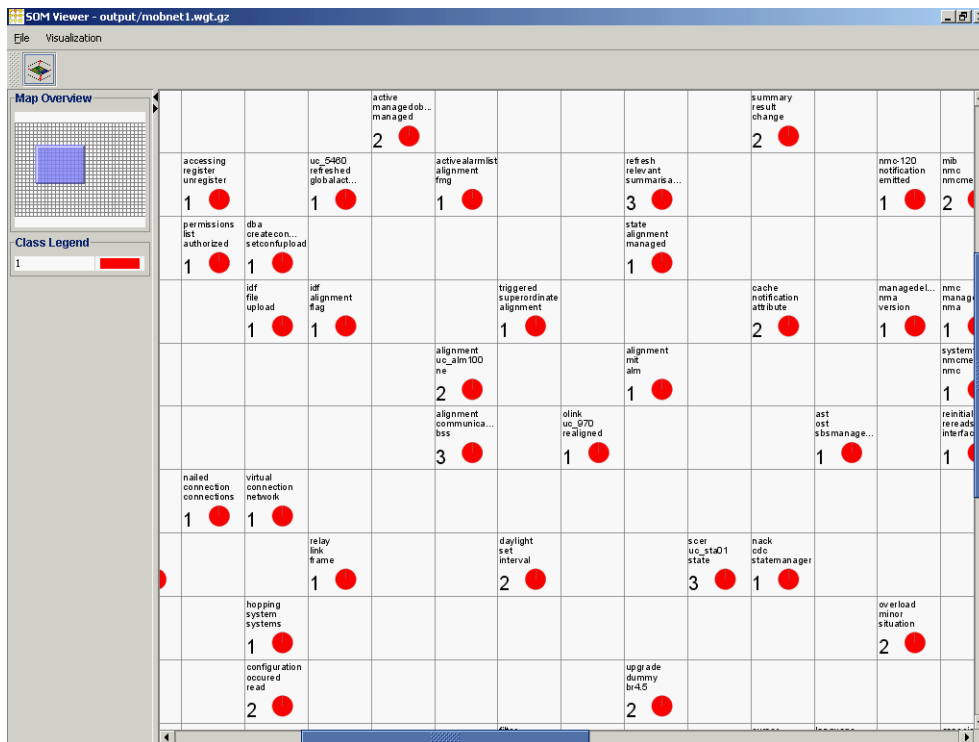 SOM Viewer - output/mobnet1.wgt.gz
File Visualization
Map Overview
Class Legend
1
active
managedob...
managed
2
summary
result
change
2
accessing
register
unregister
1
uc_5460
refreshed
globalact...
1
activealarmlist
alignment
fmg
1
refresh
relevant
summarisa...
3
nmc-120
notification
emitted
1
mib
nmc
nmcme
2
permissions
list
authorized
1
dba
createcon...
setconfupload
1
state
alignment
managed
1
idf
file
upload
1
idf
alignment
flag
1
triggered
superordinate
alignment
1
cache
notification
attribute
2
managedel...
nma
version
1
nmc
manag
nma
1
alignment
uc_alm100
ne
2
alignment
mit
alm
1
system
nmcme
nmc
1
alignment
communica...
bss
3
olink
uc_970
realigned
1
ast
ost
sbsmanage...
1
reinitial
rereads
interfac
1
nailed
connection
connections
1
virtual
connection
network
1
relay
link
frame
1
daylight
set
interval
2
scer
uc_sta01
state
3
nack
cdc
statemanager
1
hopping
system
systems
1
overload
minor
situation
2
configuration
occured
read
2
upgrade
dummy
br4.5
2